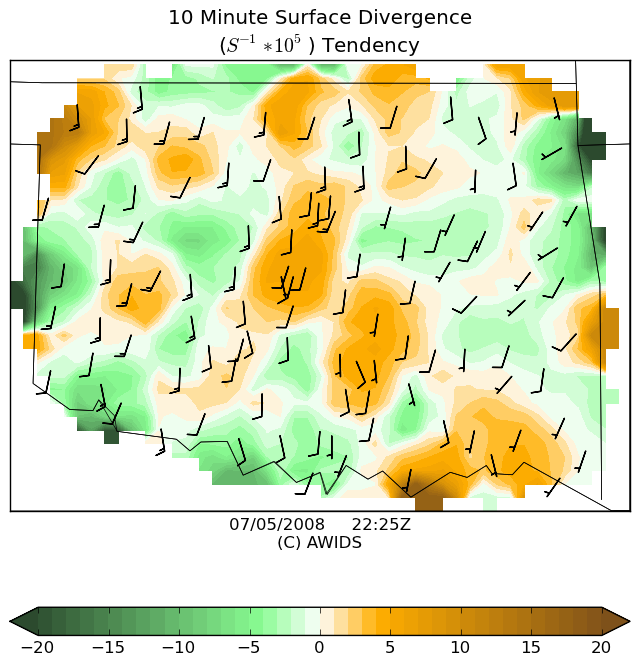 10 Minute Surface Divergence
(S⁻¹ *10⁵ ) Tendency
07/05/2008 22:25Z
(C) AWIDS
−20 −15 −10 −5 0 5 10 15 20